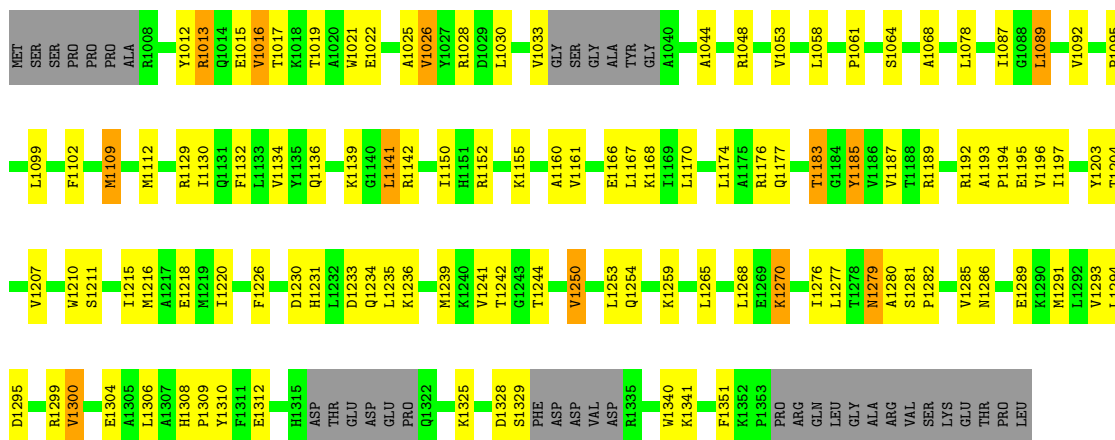 MET SER SER PRO PRO PRO ALA R1008 Y1012 R1013 Q1014 E1015 V1016 T1017 K1018 T1019 A1020 W1021 E1022 A1025 V1026 Y1027 R1028 D1029 L1030 V1033 GLY SER GLY ALA TYR GLY A1040 A1044 R1048 V1053 L1058 P1061 S1064 A1068 L1078 I1087 G1088 L1089 V1092
L1099 F1102 M1109 M1112 R1129 I1130 Q1131 F1132 L1133 V1134 Y1135 Q1136 K1139 G1140 L1141 R1142 I1150 H1151 R1152 K1155 A1160 V1161 E1166 L1167 K1168 I1169 L1170 L1174 A1175 R1176 Q1177 T1183 G1184 Y1185 V1186 V1187 T1188 R1189 R1192 A1193 P1194 E1195 V1196 I1197 Y1203
V1207 W1210 S1211 I1215 M1216 A1217 E1218 M1219 I1220 F1226 D1230 H1231 L1232 D1233 Q1234 L1235 K1236 M1239 K1240 V1241 T1242 G1243 T1244 V1250 L1253 Q1254 K1259 L1265 L1268 E1269 K1270 I1276 L1277 T1278 N1279 A1280 S1281 P1282 V1285 N1286 E1289 K1290 M1291 L1292 V1293
D1295 R1299 V1300 E1304 A1305 L1306 A1307 H1308 P1309 Y1310 F1311 E1312 H1315 ASP THR GLU ASP GLU PRO Q1322 K1325 D1328 S1329 PHE ASP ASP VAL ASP R1335 W1340 K1341 F1351 K1352 P1353 PRO ARG GLN LEU GLY ALA ARG VAL SER LYS GLU THR PRO LEU